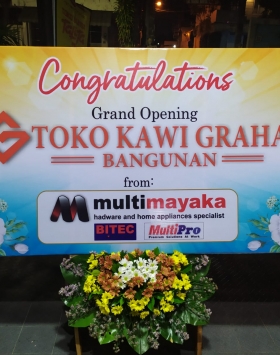 Congratulations
Grand Opening
TOKO KAWI GRAHA
BANGUNAN
from:
multimayaka
hadware and home appliances specialist
BITEC
MultiPro